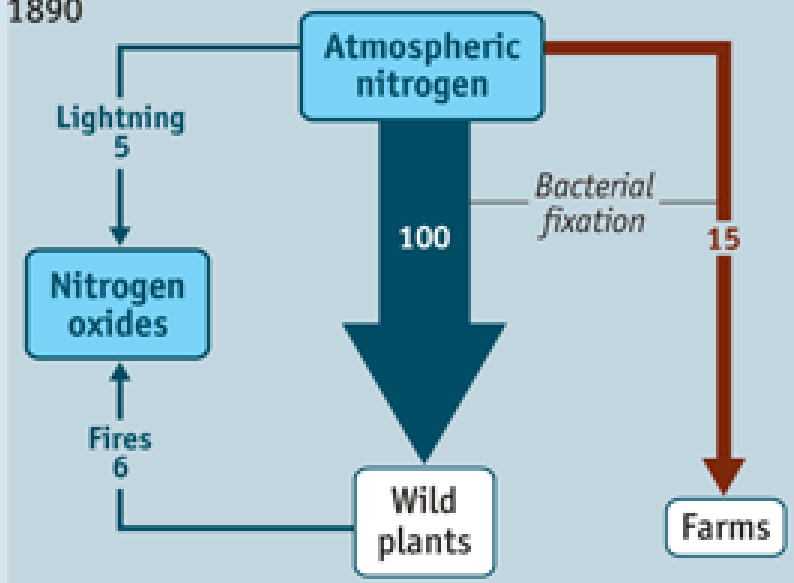 1890
Atmospheric
nitrogen
Lightning
5
Bacterial
fixation
100
15
Nitrogen
oxides
Fires
6
Wild
plants
Farms